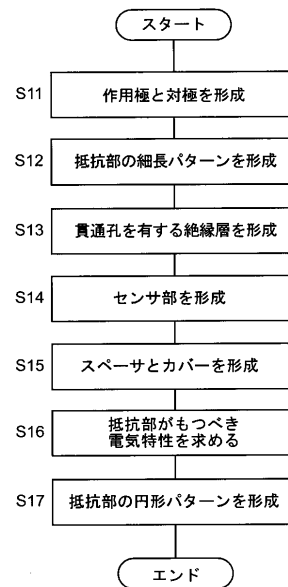 スタート
S11 作用極と対極を形成
S12 抵抗部の細長パターンを形成
S13 貫通孔を有する絶縁層を形成
S14 センサ部を形成
S15 スペーサとカバーを形成
S16 抵抗部がもつべき
電気特性を求める
S17 抵抗部の円形パターンを形成
エンド